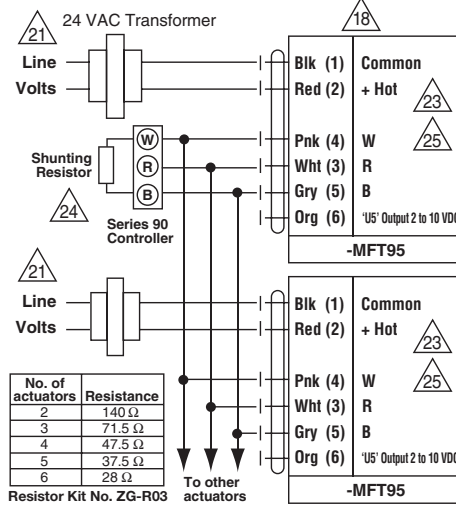 21
24 VAC Transformer
18
Line
Volts
Blk (1) Common
Red (2) + Hot
23
Pnk (4) W
25
Wht (3) R
Gry (5) B
Org (6) 'U5' Output 2 to 10 VDC
-MFT95
W
R
B
Shunting
Resistor
24
Series 90
Controller
21
Line
Volts
Blk (1) Common
Red (2) + Hot
23
Pnk (4) W
25
Wht (3) R
Gry (5) B
Org (6) 'U5' Output 2 to 10 VDC
-MFT95
No. of
actuators Resistance
2 140 Ω
3 71.5 Ω
4 47.5 Ω
5 37.5 Ω
6 28 Ω
Resistor Kit No. ZG-R03
To other
actuators